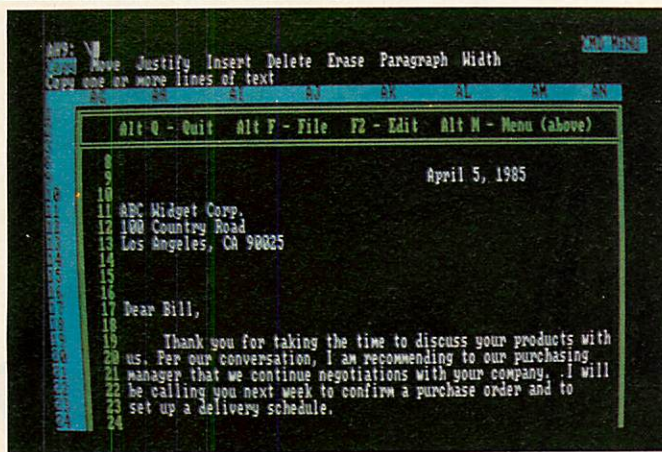 CMD MENU
Copy Move Justify Insert Delete Erase Paragraph Width
Copy one or more lines of text
AG AH AI AJ AK AL AM AN
Alt Q - Quit Alt F - File F2 - Edit Alt M - Menu (above)
8
9 April 5, 1985
10
11 ABC Widget Corp.
12 100 Country Road
13 Los Angeles, CA 90025
14
15
16
17 Dear Bill,
18
19 Thank you for taking the time to discuss your products with
20 us. Per our conversation, I am recommending to our purchasing
21 manager that we continue negotiations with your company. .I will
22 be calling you next week to confirm a purchase order and to
23 set up a delivery schedule.
24